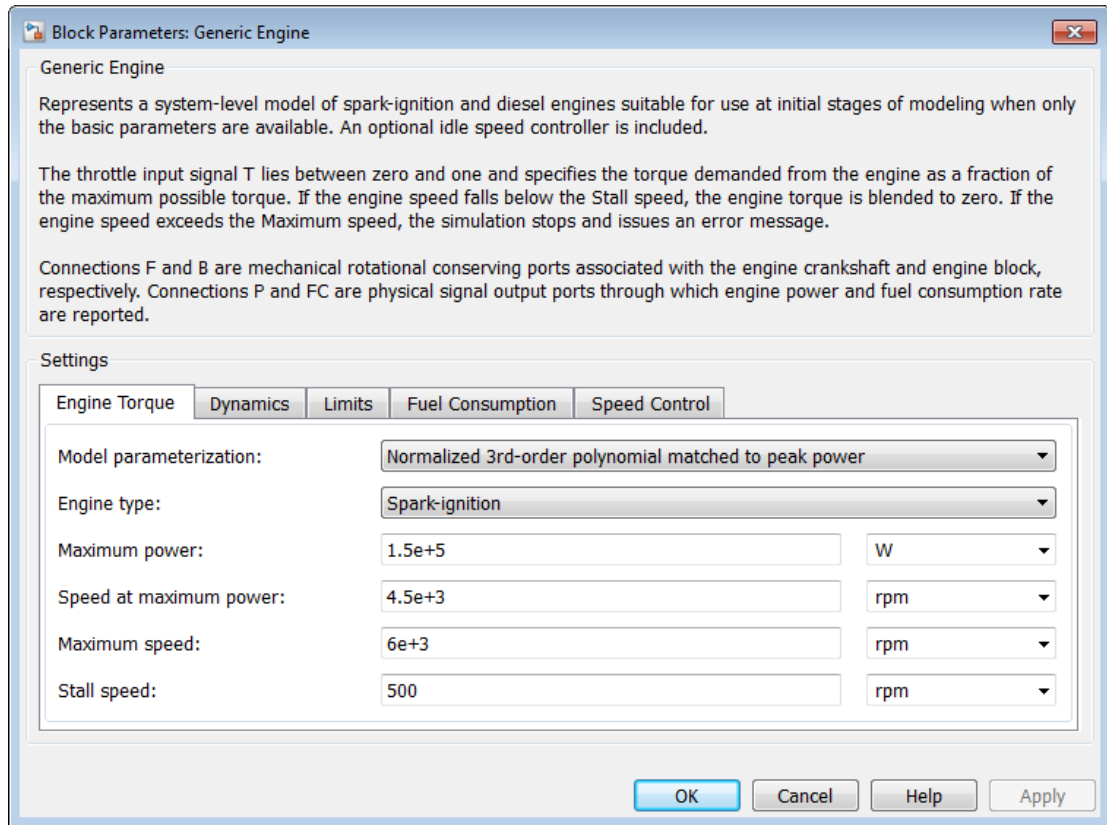 Block Parameters: Generic Engine
Generic Engine
Represents a system-level model of spark-ignition and diesel engines suitable for use at initial stages of modeling when only
the basic parameters are available. An optional idle speed controller is included.
The throttle input signal T lies between zero and one and specifies the torque demanded from the engine as a fraction of
the maximum possible torque. If the engine speed falls below the Stall speed, the engine torque is blended to zero. If the
engine speed exceeds the Maximum speed, the simulation stops and issues an error message.
Connections F and B are mechanical rotational conserving ports associated with the engine crankshaft and engine block,
respectively. Connections P and FC are physical signal output ports through which engine power and fuel consumption rate
are reported.
Settings
Engine Torque Dynamics Limits Fuel Consumption Speed Control
Model parameterization: Normalized 3rd-order polynomial matched to peak power
Engine type: Spark-ignition
Maximum power: 1.5e+5 W
Speed at maximum power: 4.5e+3 rpm
Maximum speed: 6e+3 rpm
Stall speed: 500 rpm
OK Cancel Help Apply